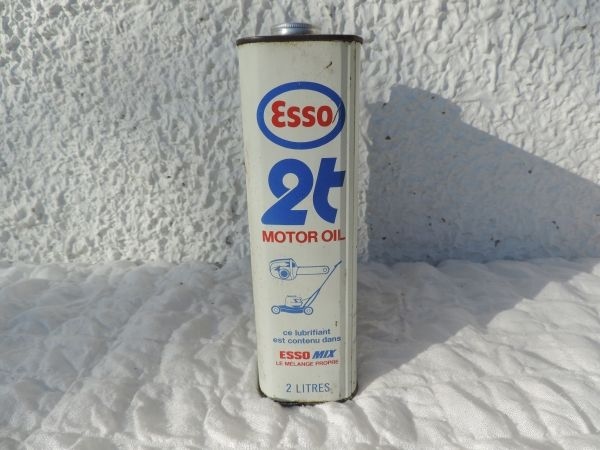 Esso
2t
MOTOR OIL
ce lubrifiant
est contenu dans
ESSO MIX
LE MÉLANGE PROPRE
2 LITRES